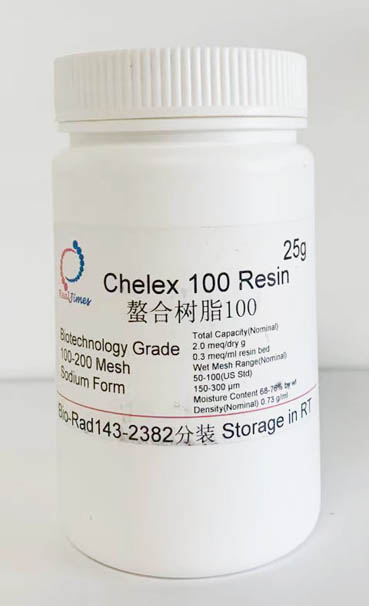 25g
RealTimes
Chelex 100 Resin
螯合树脂100
Biotechnology Grade
100-200 Mesh
Sodium Form
Total Capacity(Nominal)
2.0 meq/dry g
0.3 meq/ml resin bed
Wet Mesh Range(Nominal)
50-100(US Std)
150-300 µm
Moisture Content 68-76% by wt
Density(Nominal) 0.73 g/ml
Bio-Rad143-2382分装 Storage in RT